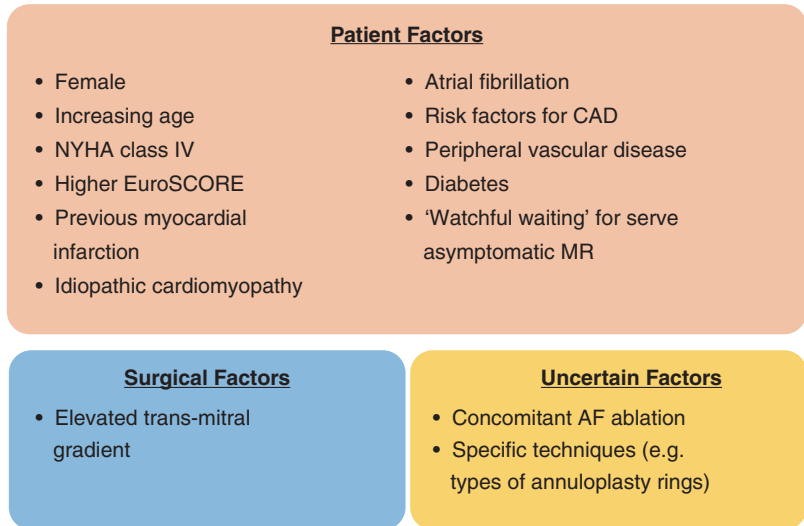 Patient Factors
• Female
• Increasing age
• NYHA class IV
• Higher EuroSCORE
• Previous myocardial
infarction
• Idiopathic cardiomyopathy
• Atrial fibrillation
• Risk factors for CAD
• Peripheral vascular disease
• Diabetes
• ‘Watchful waiting’ for serve
asymptomatic MR
Surgical Factors
• Elevated trans-mitral
gradient
Uncertain Factors
• Concomitant AF ablation
• Specific techniques (e.g.
types of annuloplasty rings)